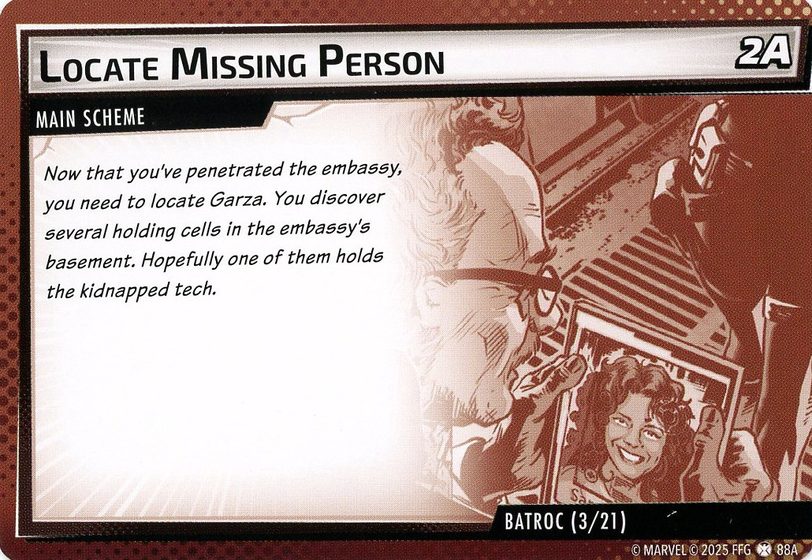 Locate Missing Person
2A
Main Scheme
Now that you've penetrated the embassy,
you need to locate Garza. You discover
several holding cells in the embassy's
basement. Hopefully one of them holds
the kidnapped tech.
Batroc (3/21)
© MARVEL © 2025 FFG 88A